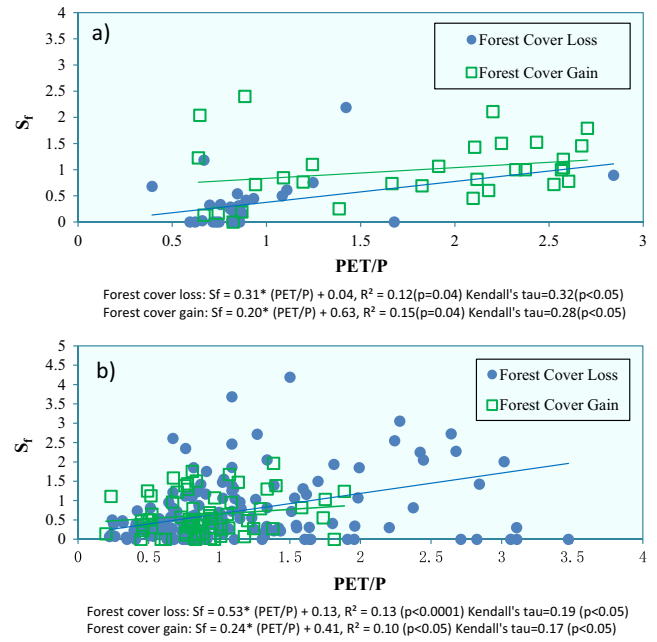 a)
Forest Cover Loss
Forest Cover Gain
4
3.5
3
2.5
2
1.5
1
0.5
0
Sf
0 0.5 1 1.5 2 2.5 3
PET/P
Forest cover loss: Sf = 0.31* (PET/P) + 0.04, R² = 0.12(p=0.04) Kendall's tau=0.32(p<0.05)
Forest cover gain: Sf = 0.20* (PET/P) + 0.63, R² = 0.15(p=0.04) Kendall's tau=0.28(p<0.05)
b)
Forest Cover Loss
Forest Cover Gain
5
4.5
4
3.5
3
2.5
2
1.5
1
0.5
0
Sf
0 0.5 1 1.5 2 2.5 3 3.5 4
PET/P
Forest cover loss: Sf = 0.53* (PET/P) + 0.13, R² = 0.13 (p<0.0001) Kendall's tau=0.19 (p<0.05)
Forest cover gain: Sf = 0.24* (PET/P) + 0.41, R² = 0.10 (p<0.05) Kendall's tau=0.17 (p<0.05)